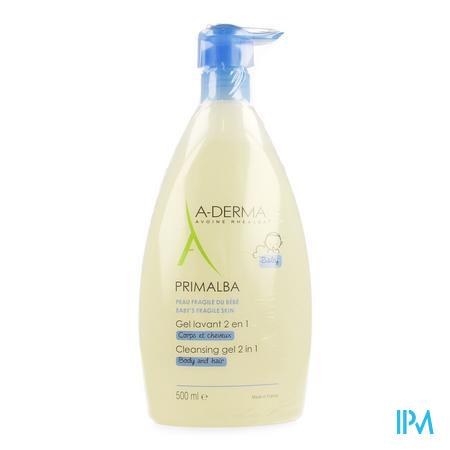 A-DERMA
AVOINE RHEALBA
Baby
PRIMALBA
PEAU FRAGILE DU BÉBÉ
BABY'S FRAGILE SKIN
Gel lavant 2 en 1
Corps et cheveux
Cleansing gel 2 in 1
Body and hair
500 ml e
Made in France
IPM